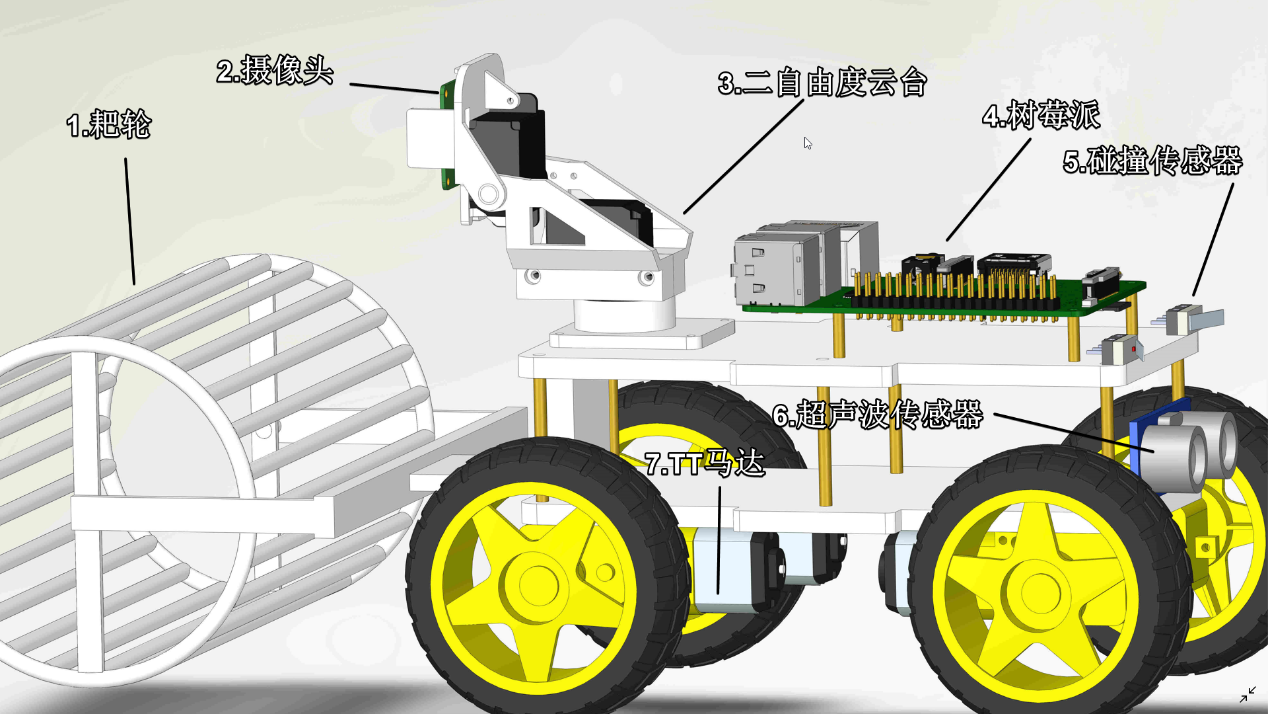 1.耙轮
2.摄像头
3.二自由度云台
4.树莓派
5.碰撞传感器
6.超声波传感器
7.TT马达